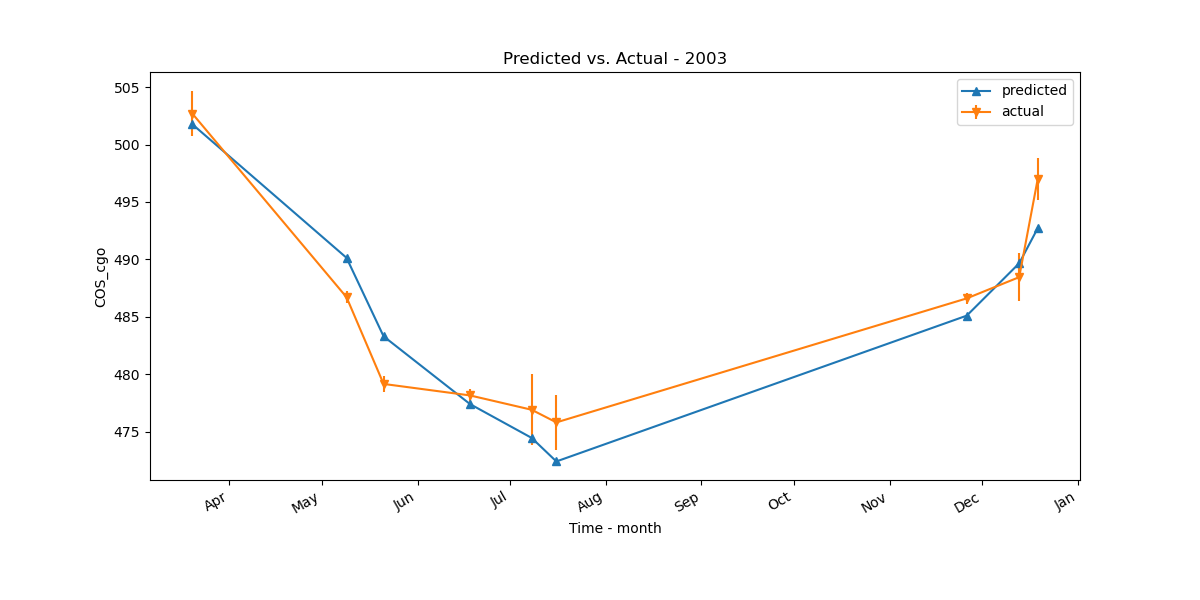 Predicted vs. Actual - 2003
505
500
495
490
485
480
475
COS_cgo
predicted
actual
Apr
May
Jun
Jul
Aug
Sep
Oct
Nov
Dec
Jan
Time - month